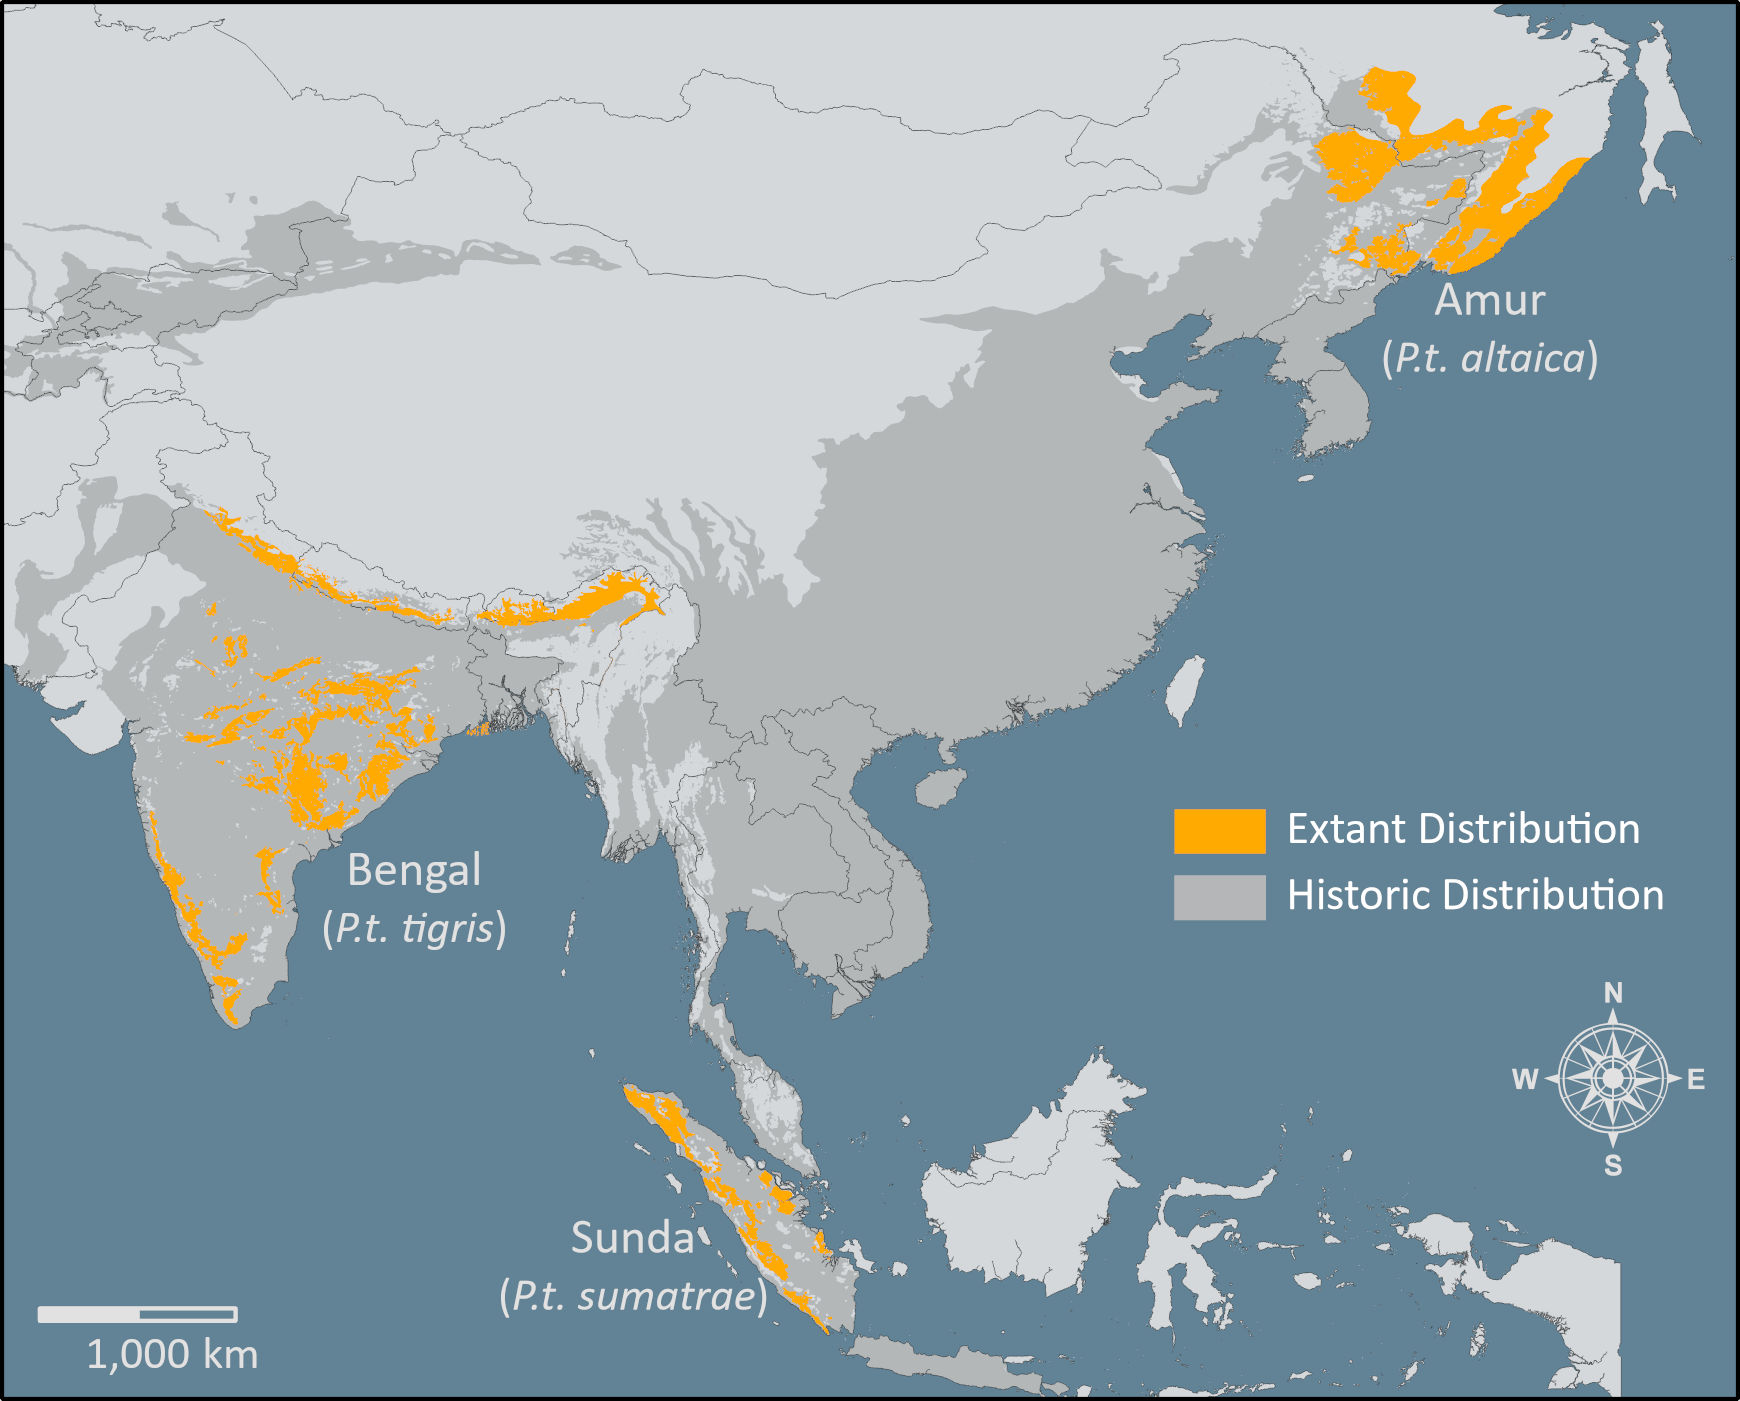 Amur
(P.t. altaica)
Extant Distribution
Historic Distribution
Bengal
(P.t. tigris)
N
W
E
S
Sunda
(P.t. sumatrae)
1,000 km